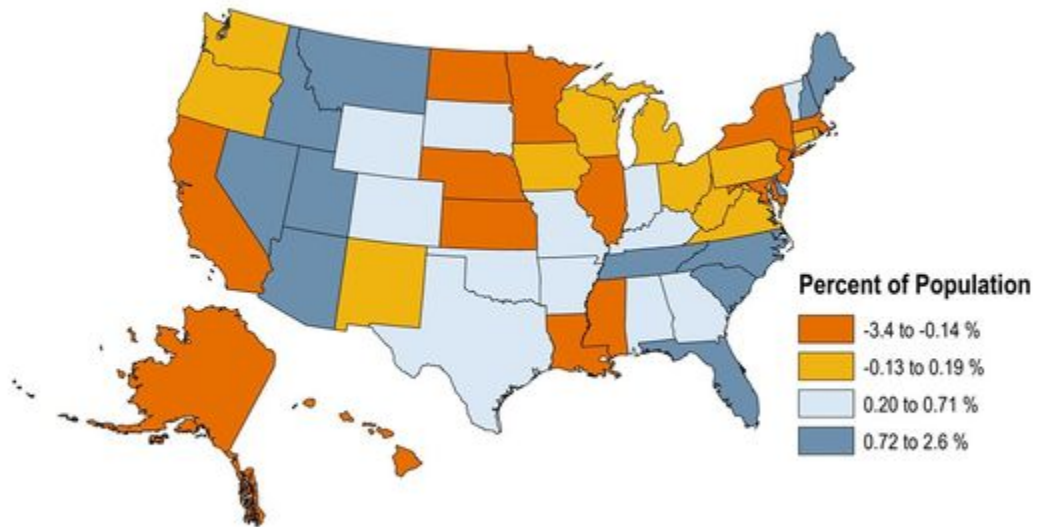 Percent of Population
-3.4 to -0.14 %
-0.13 to 0.19 %
0.20 to 0.71 %
0.72 to 2.6 %